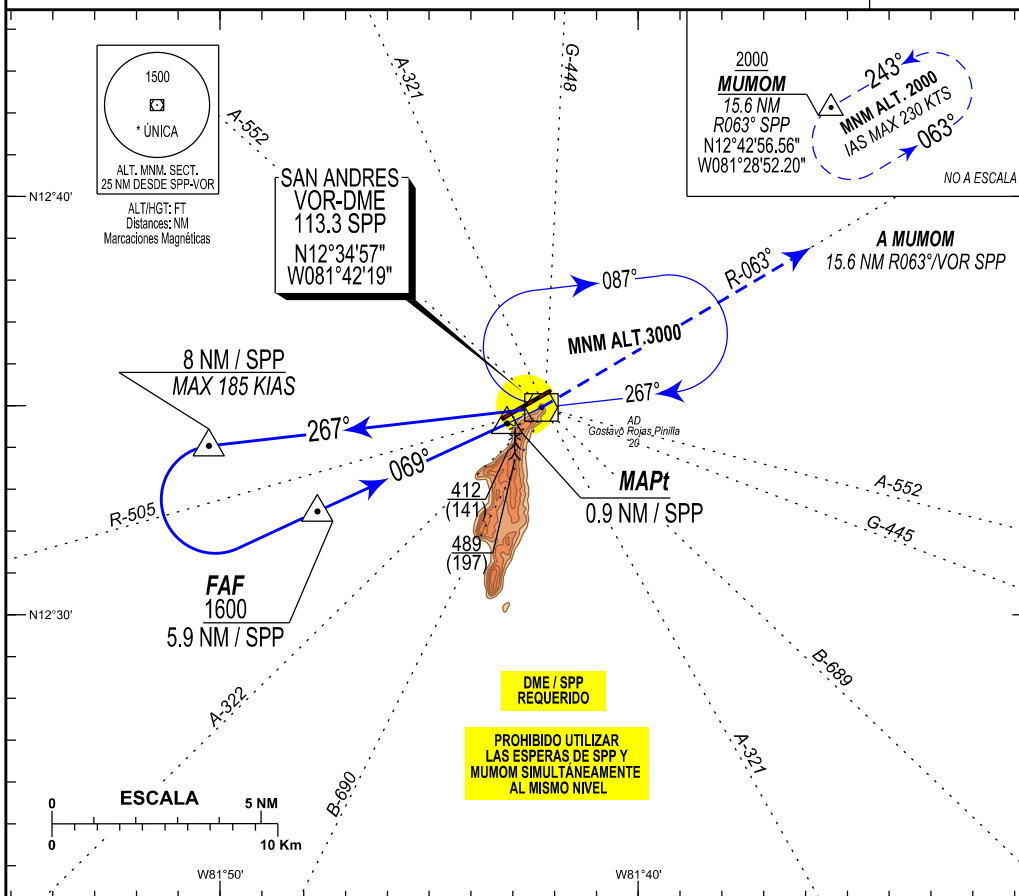 1500
* ÚNICA
ALT. MNM. SECT.
25 NM DESDE SPP-VOR
ALT/HGT: FT
Distances: NM
Marcaciones Magnéticas
A-552
A-321
G-448
2000
MUMOM
15.6 NM
R063° SPP
N12°42'56.56"
W081°28'52.20"
243°
MNM ALT. 2000
IAS MAX 230 KTS
063°
NO A ESCALA
N12°40'
SAN ANDRES
VOR-DME
113.3 SPP
N12°34'57"
W081°42'19"
A MUMOM
15.6 NM R063°/VOR SPP
R-063°
087°
MNM ALT.3000
267°
8 NM / SPP
MAX 185 KIAS
267°
069°
AD
Gustavo Rojas Pinilla
20
MAPt
0.9 NM / SPP
412
(141)
489
(197)
R-505
A-552
G-445
FAF
1600
5.9 NM / SPP
N12°30'
A-322
B-690
B-689
A-321
DME / SPP
REQUERIDO
PROHIBIDO UTILIZAR
LAS ESPERAS DE SPP Y
MUMOM SIMULTÁNEAMENTE
AL MISMO NIVEL
0 ESCALA 5 NM
0 10 Km
W81°50'
W81°40'